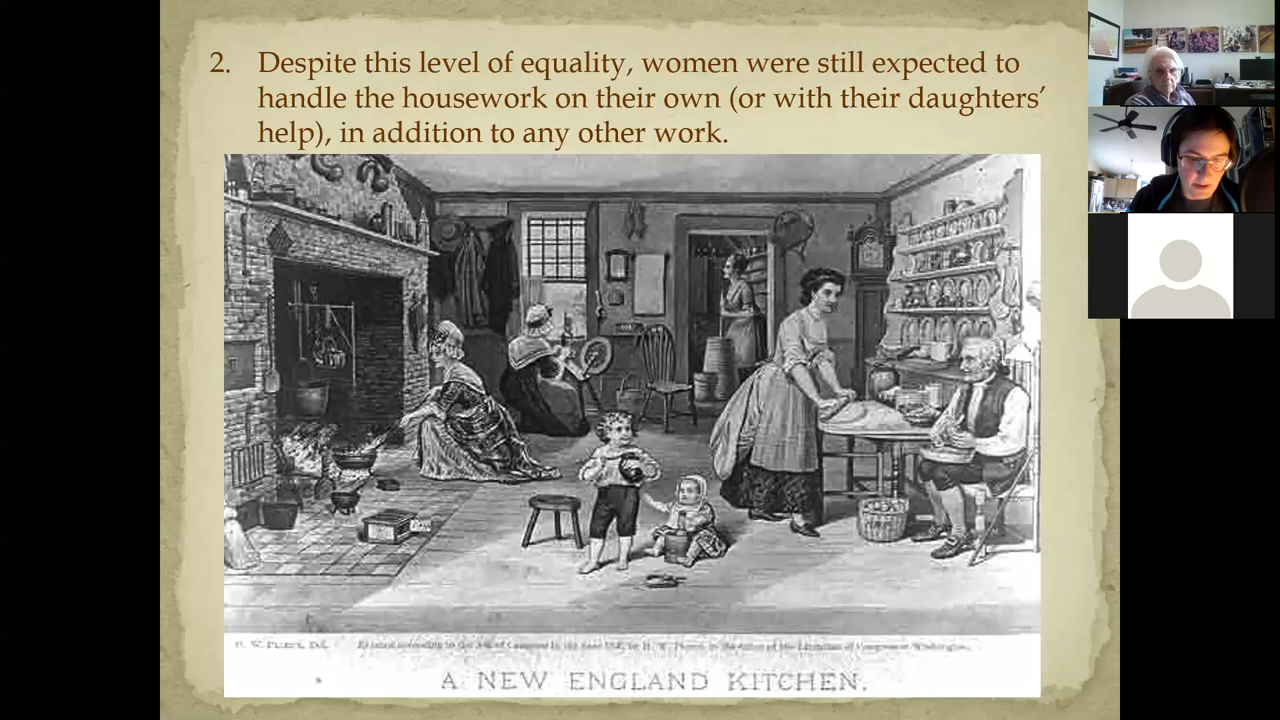 2. Despite this level of equality, women were still expected to
handle the housework on their own (or with their daughters’
help), in addition to any other work.
A NEW ENGLAND KITCHEN.